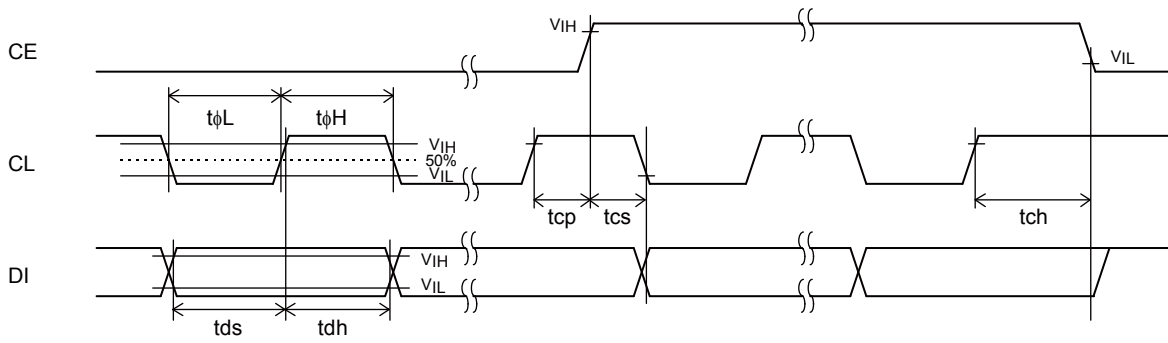 VIH
CE
VIL
tϕL
tϕH
VIH
CL
50%
VIL
tcp
tcs
tch
VIH
DI
VIL
tds
tdh